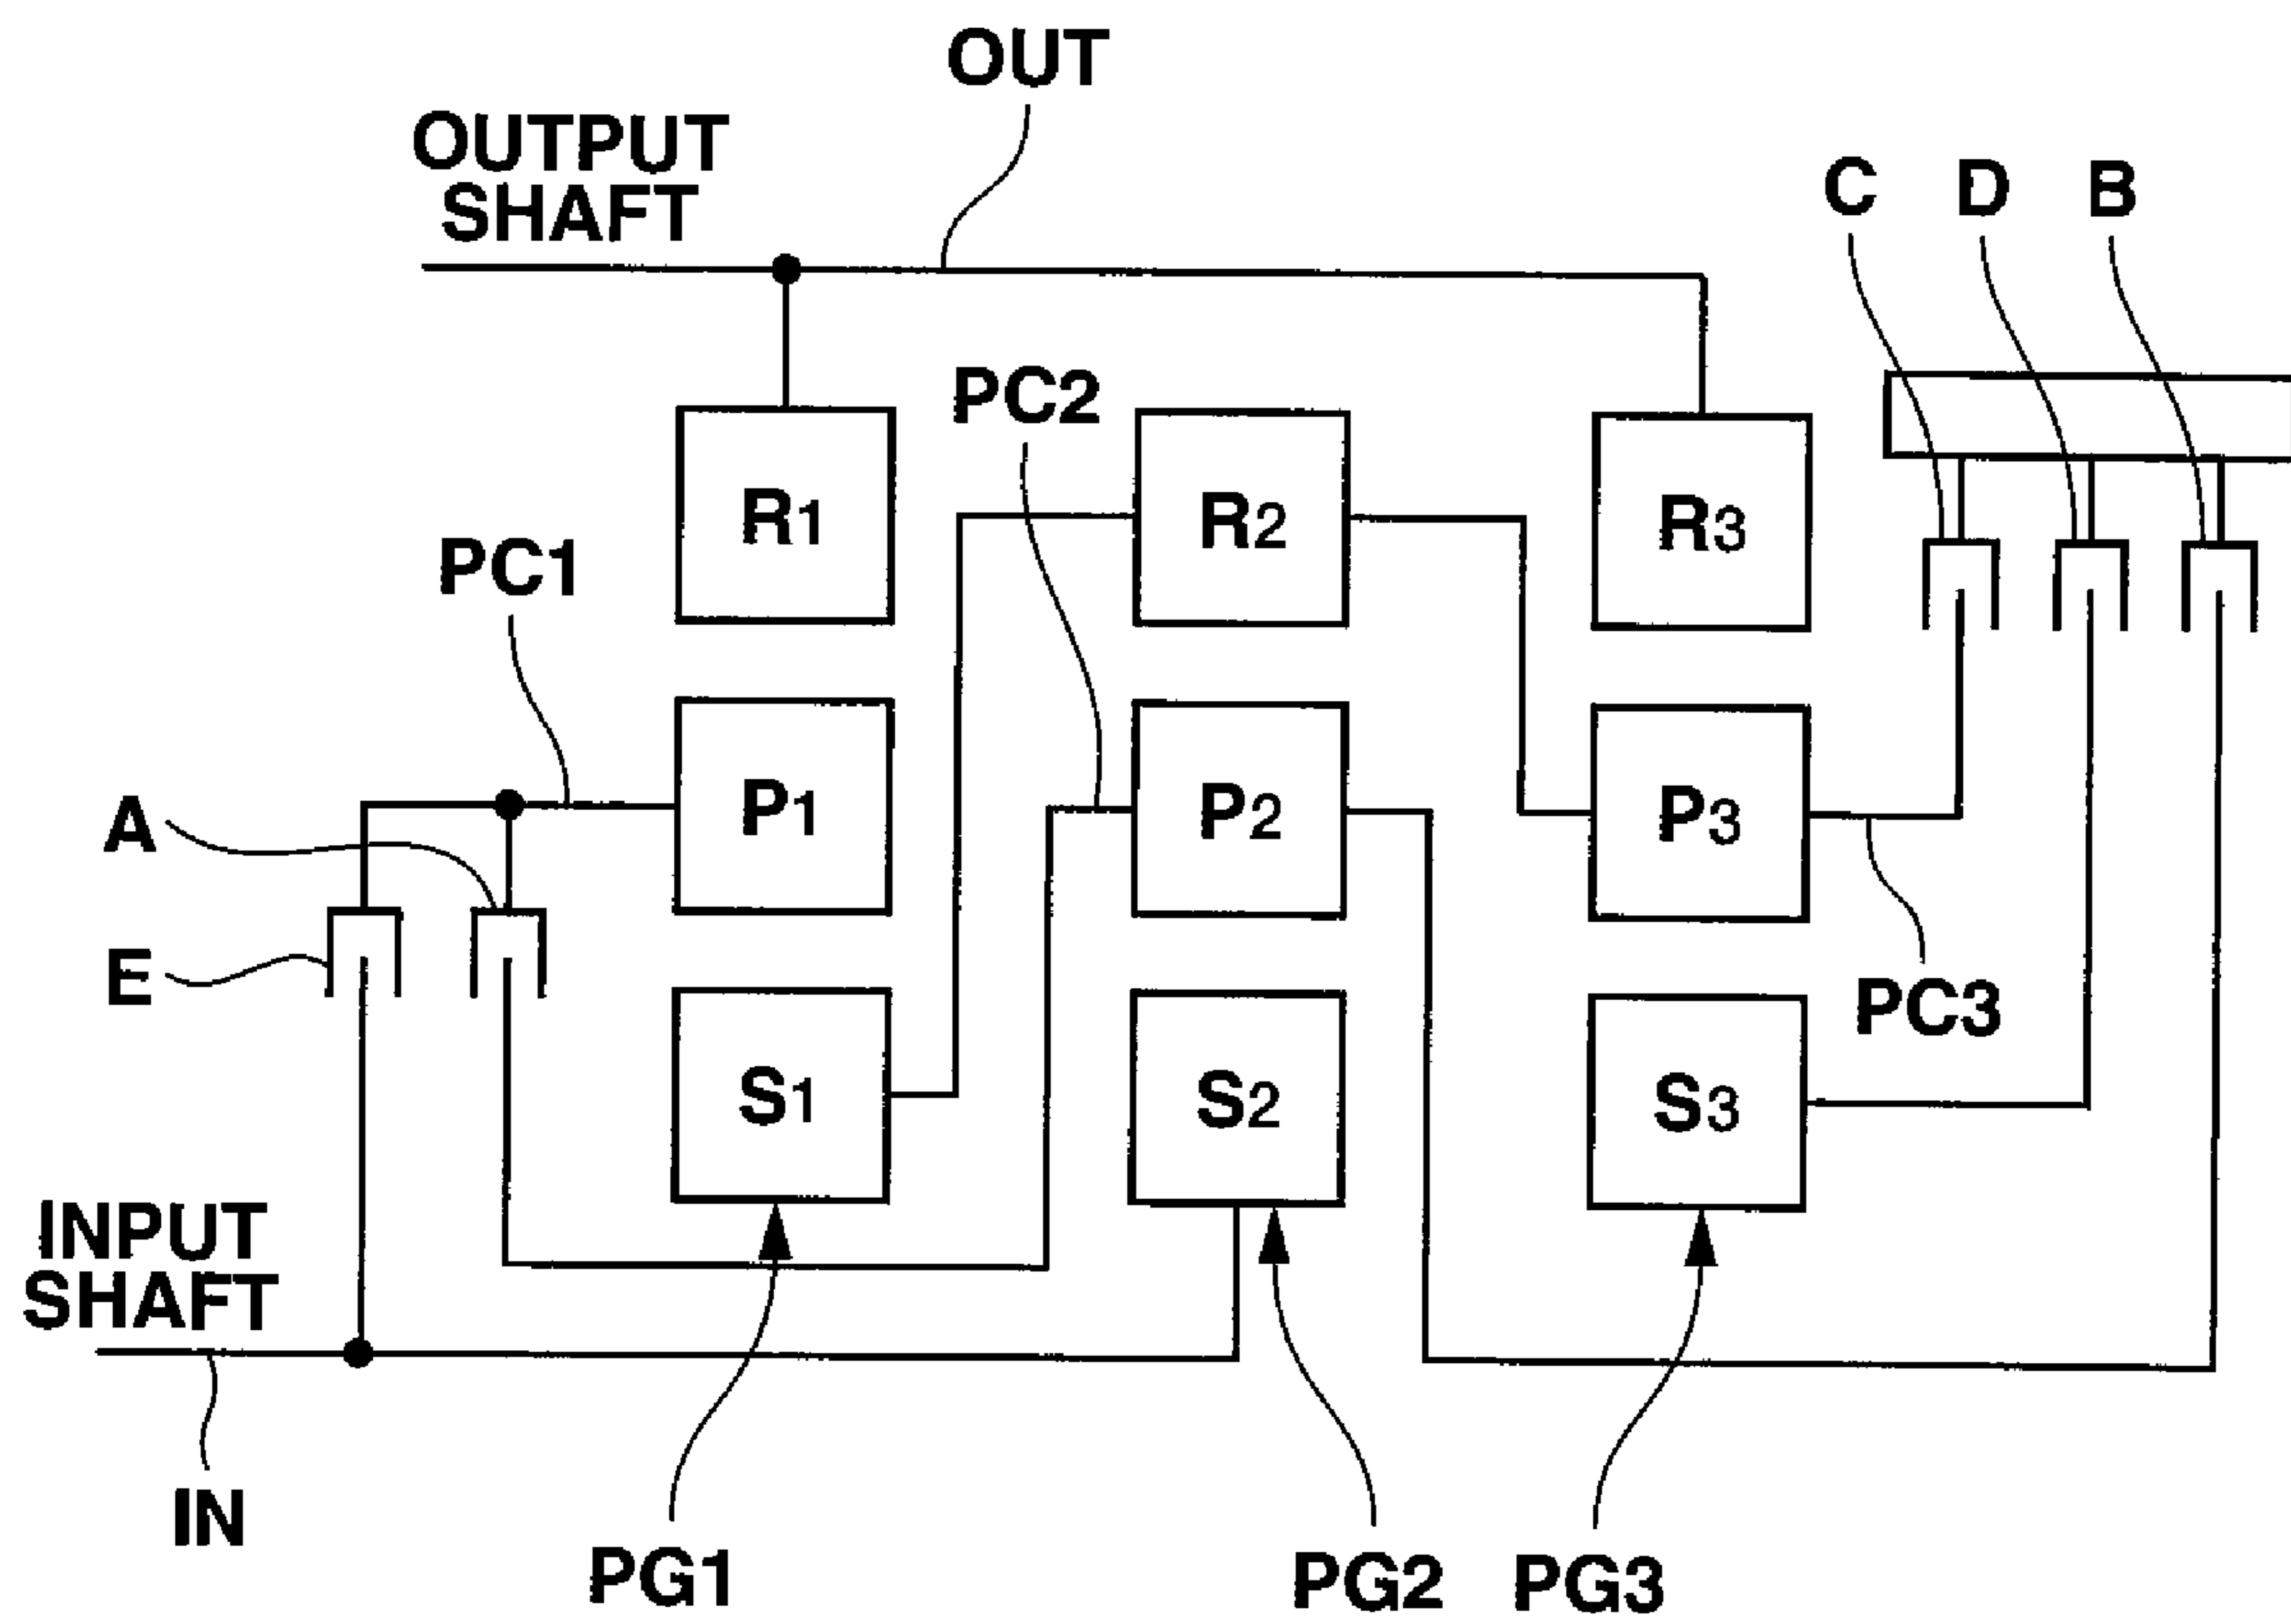 OUT
OUTPUT
SHAFT
C D B
PC2
R1 R2 R3
PC1
P1 P2 P3
A
E
PC3
S1 S2 S3
INPUT
SHAFT
IN
PG1 PG2 PG3